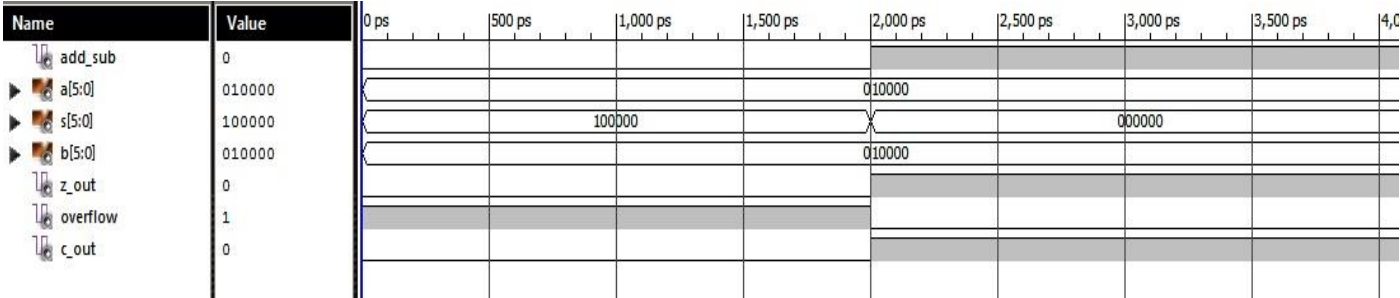 Name Value 0 ps 500 ps 1,000 ps 1,500 ps 2,000 ps 2,500 ps 3,000 ps 3,500 ps 4,0
add_sub 0
a[5:0] 010000 010000
s[5:0] 100000 100000 000000
b[5:0] 010000 010000
z_out 0
overflow 1
c_out 0